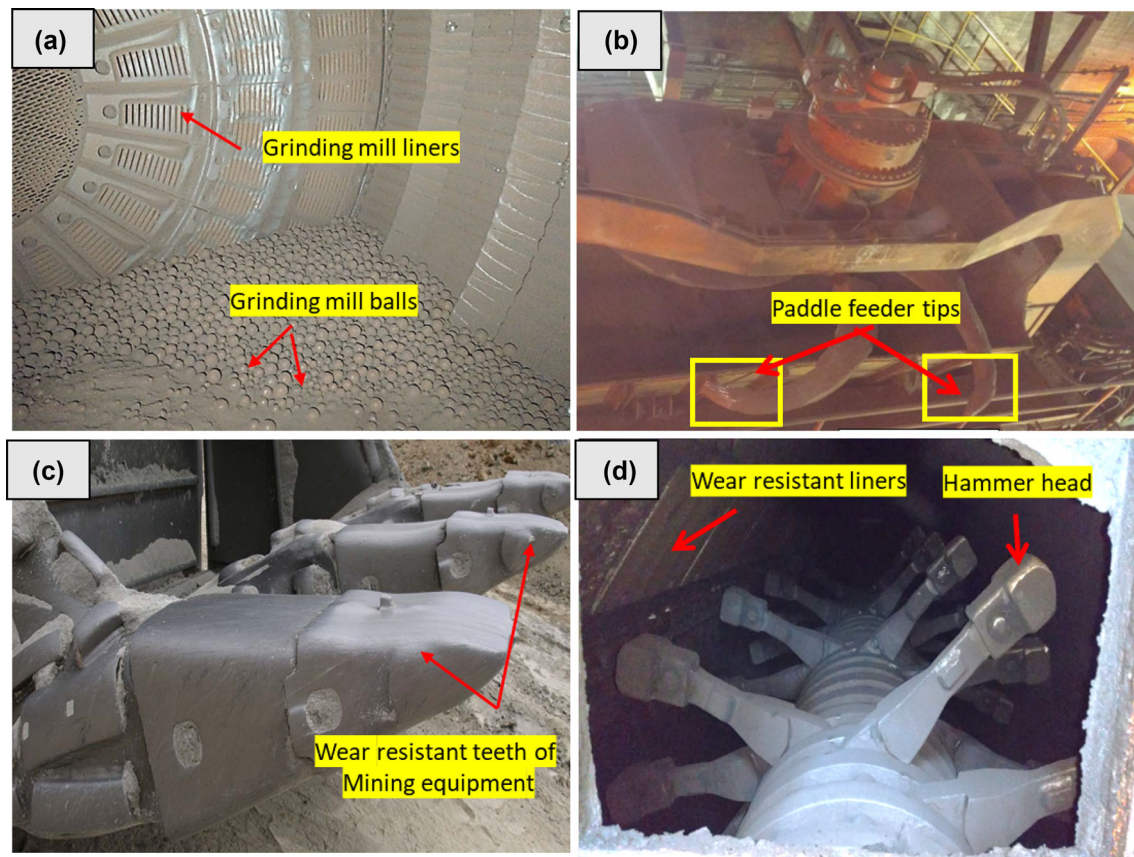 (a)
Grinding mill liners
Grinding mill balls
(b)
Paddle feeder tips
(c)
Wear resistant teeth of
Mining equipment
(d)
Wear resistant liners
Hammer head